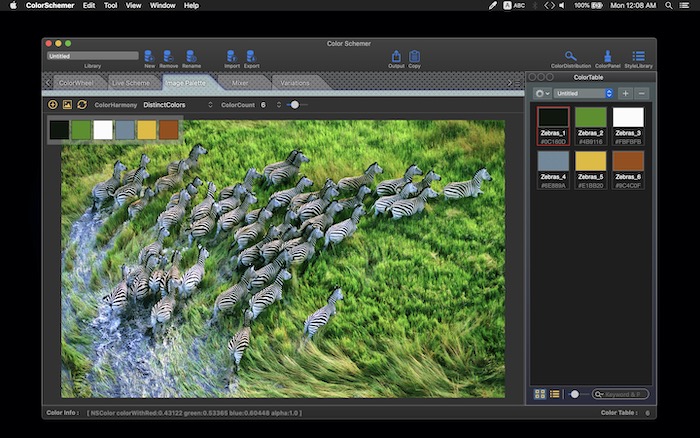 ColorSchemer Edit Tool View Window Help
A ABC 100% Mon 12:08 AM
Color Schemer
Untitled
Library New Remove Rename Import Export Output Copy ColorDistribution ColorPanel StyleLibrary
ColorWheel Live Scheme Image Palette Mixer Variations
ColorTable
ColorHarmony DistinctColors ColorCount 6
Untitled
Zebras_1 Zebras_2 Zebras_3
#0C160D #4B9116 #FBFBFB
Zebras_4 Zebras_5 Zebras_6
#6E889A #E1BB20 #9C4C0F
Keyword & F
Color Info : [ NSColor colorWithRed:0.43122 green:0.53365 blue:0.60448 alpha:1.0 ] Color Table : 6